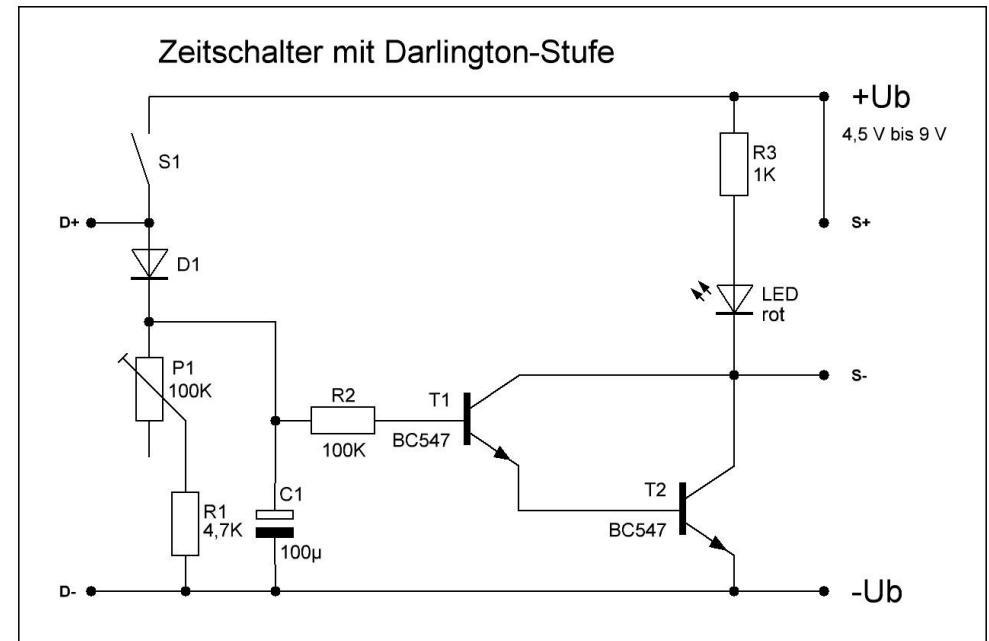 Zeitschalter mit Darlington-Stufe
+Ub
4,5 V bis 9 V
S1
R3
1K
D+
S+
D1
LED
rot
P1
100K
S-
R2
100K
T1
BC547
T2
BC547
C1
100µ
R1
4,7K
D-
-Ub